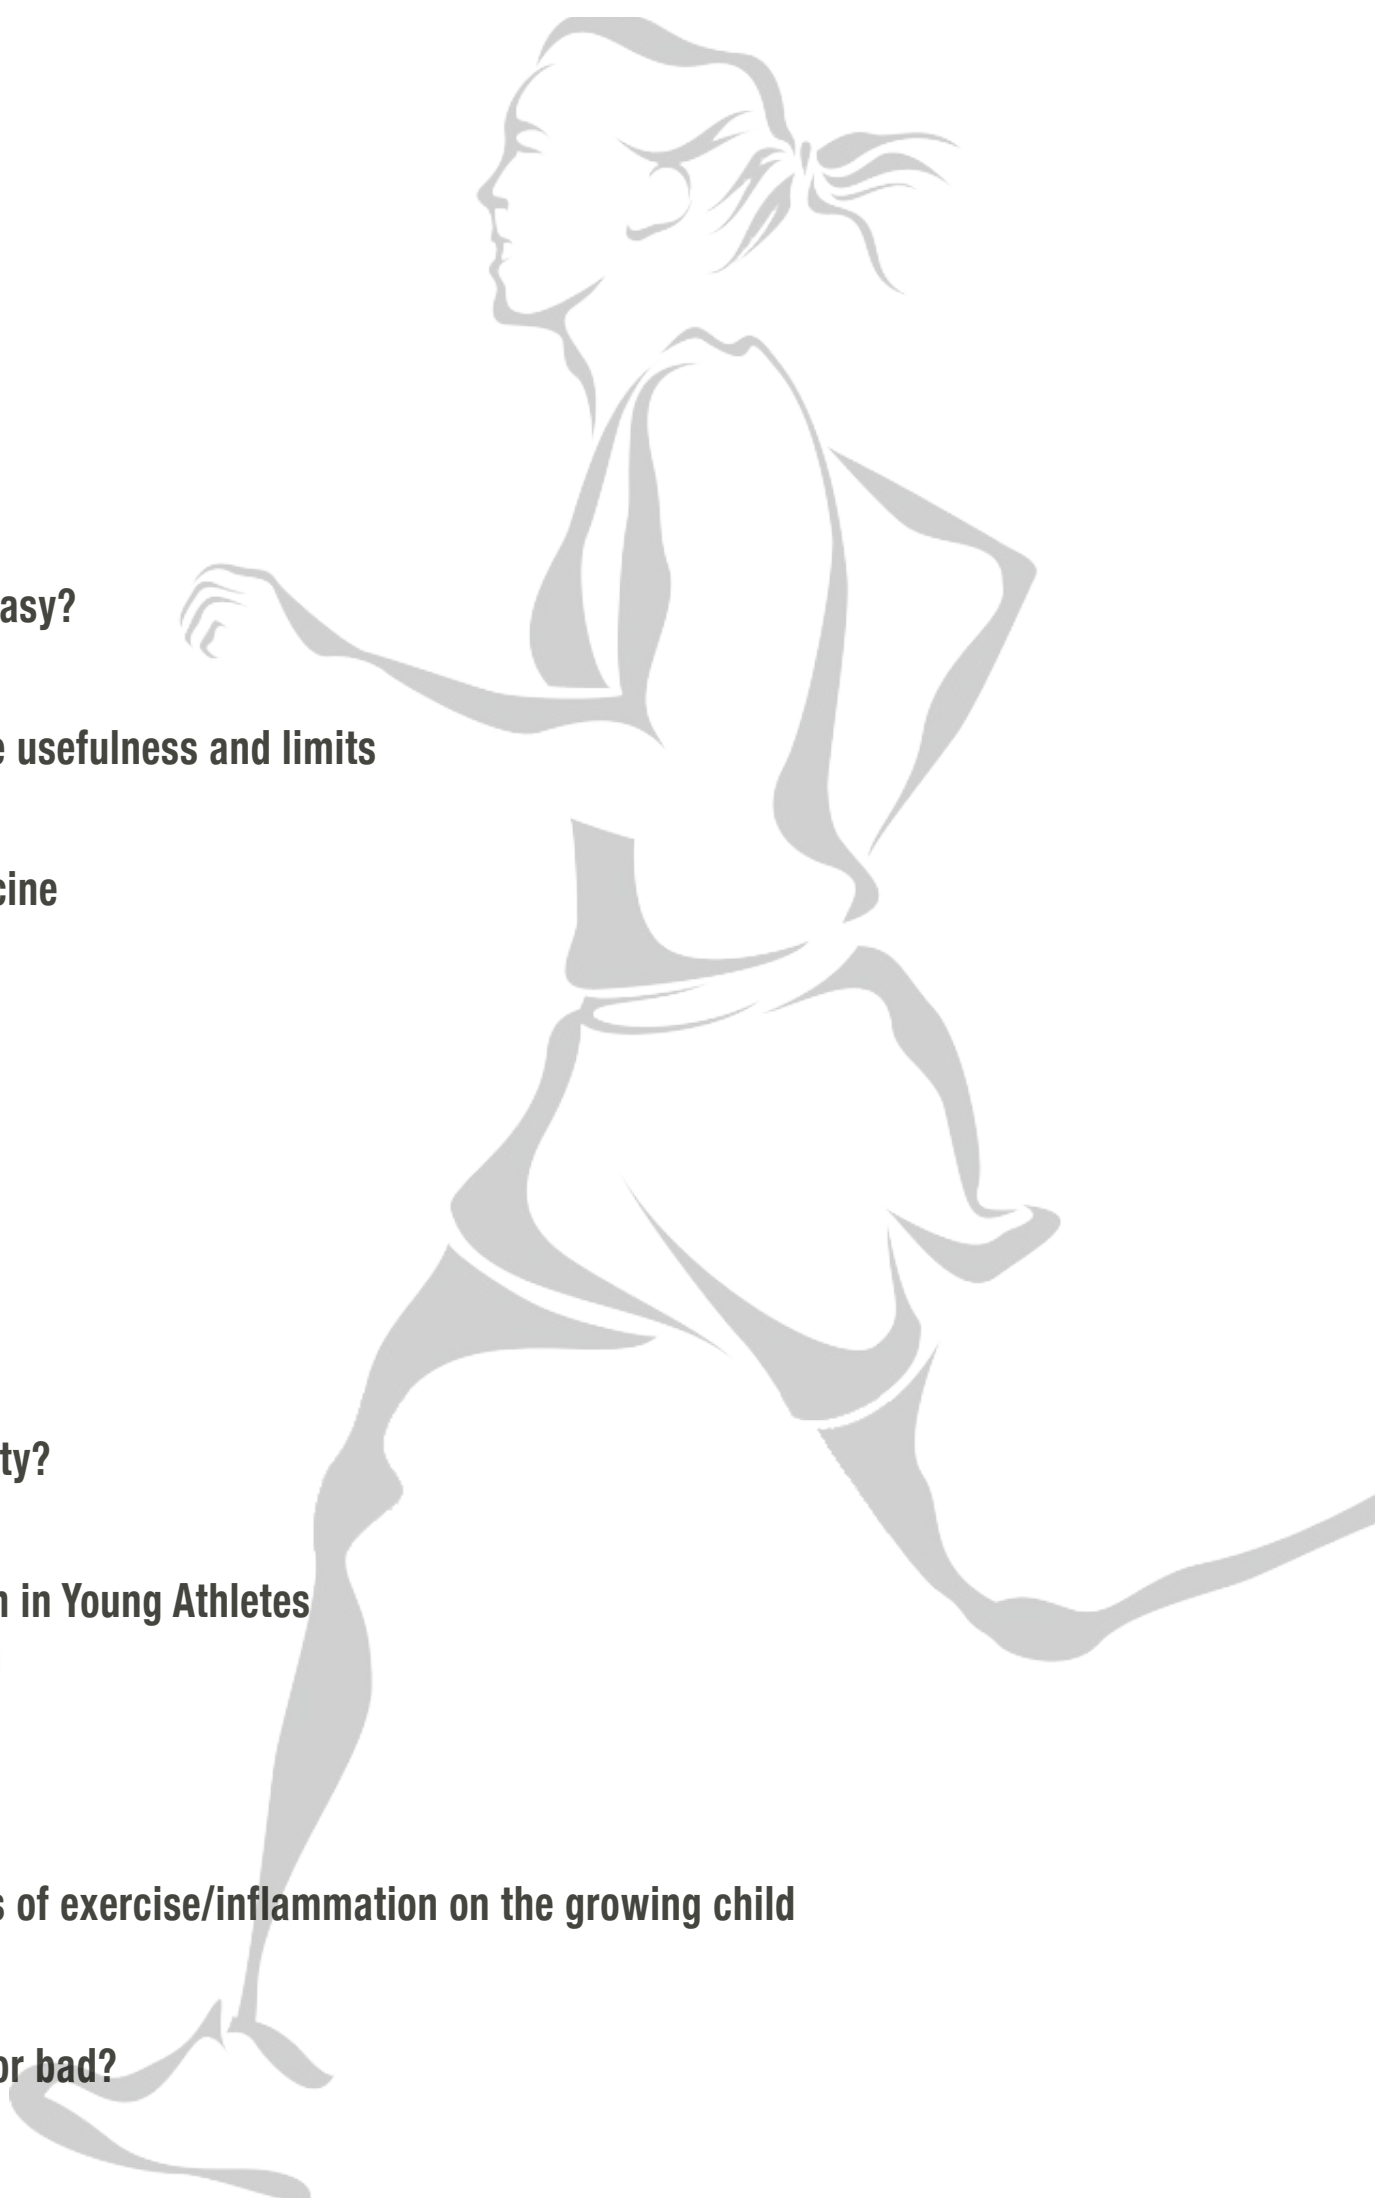 asy?
e usefulness and limits
cine
ty?
n in Young Athletes
s of exercise/inflammation on the growing child
or bad?